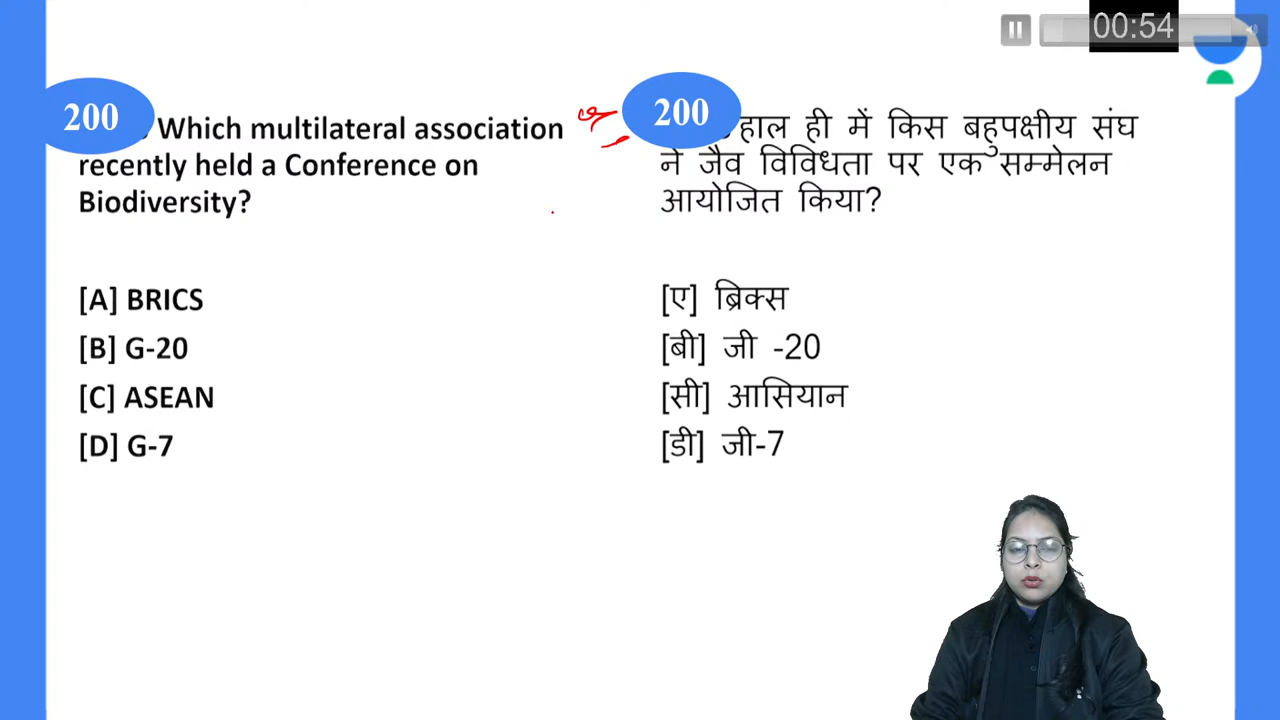 00:54
200
Which multilateral association
recently held a Conference on
Biodiversity?
[A] BRICS
[B] G-20
[C] ASEAN
[D] G-7
200
हाल ही में किस बहुपक्षीय संघ
ने जैव विविधता पर एक सम्मेलन
आयोजित किया?
[ए] ब्रिक्स
[बी] जी -20
[सी] आसियान
[डी] जी-7